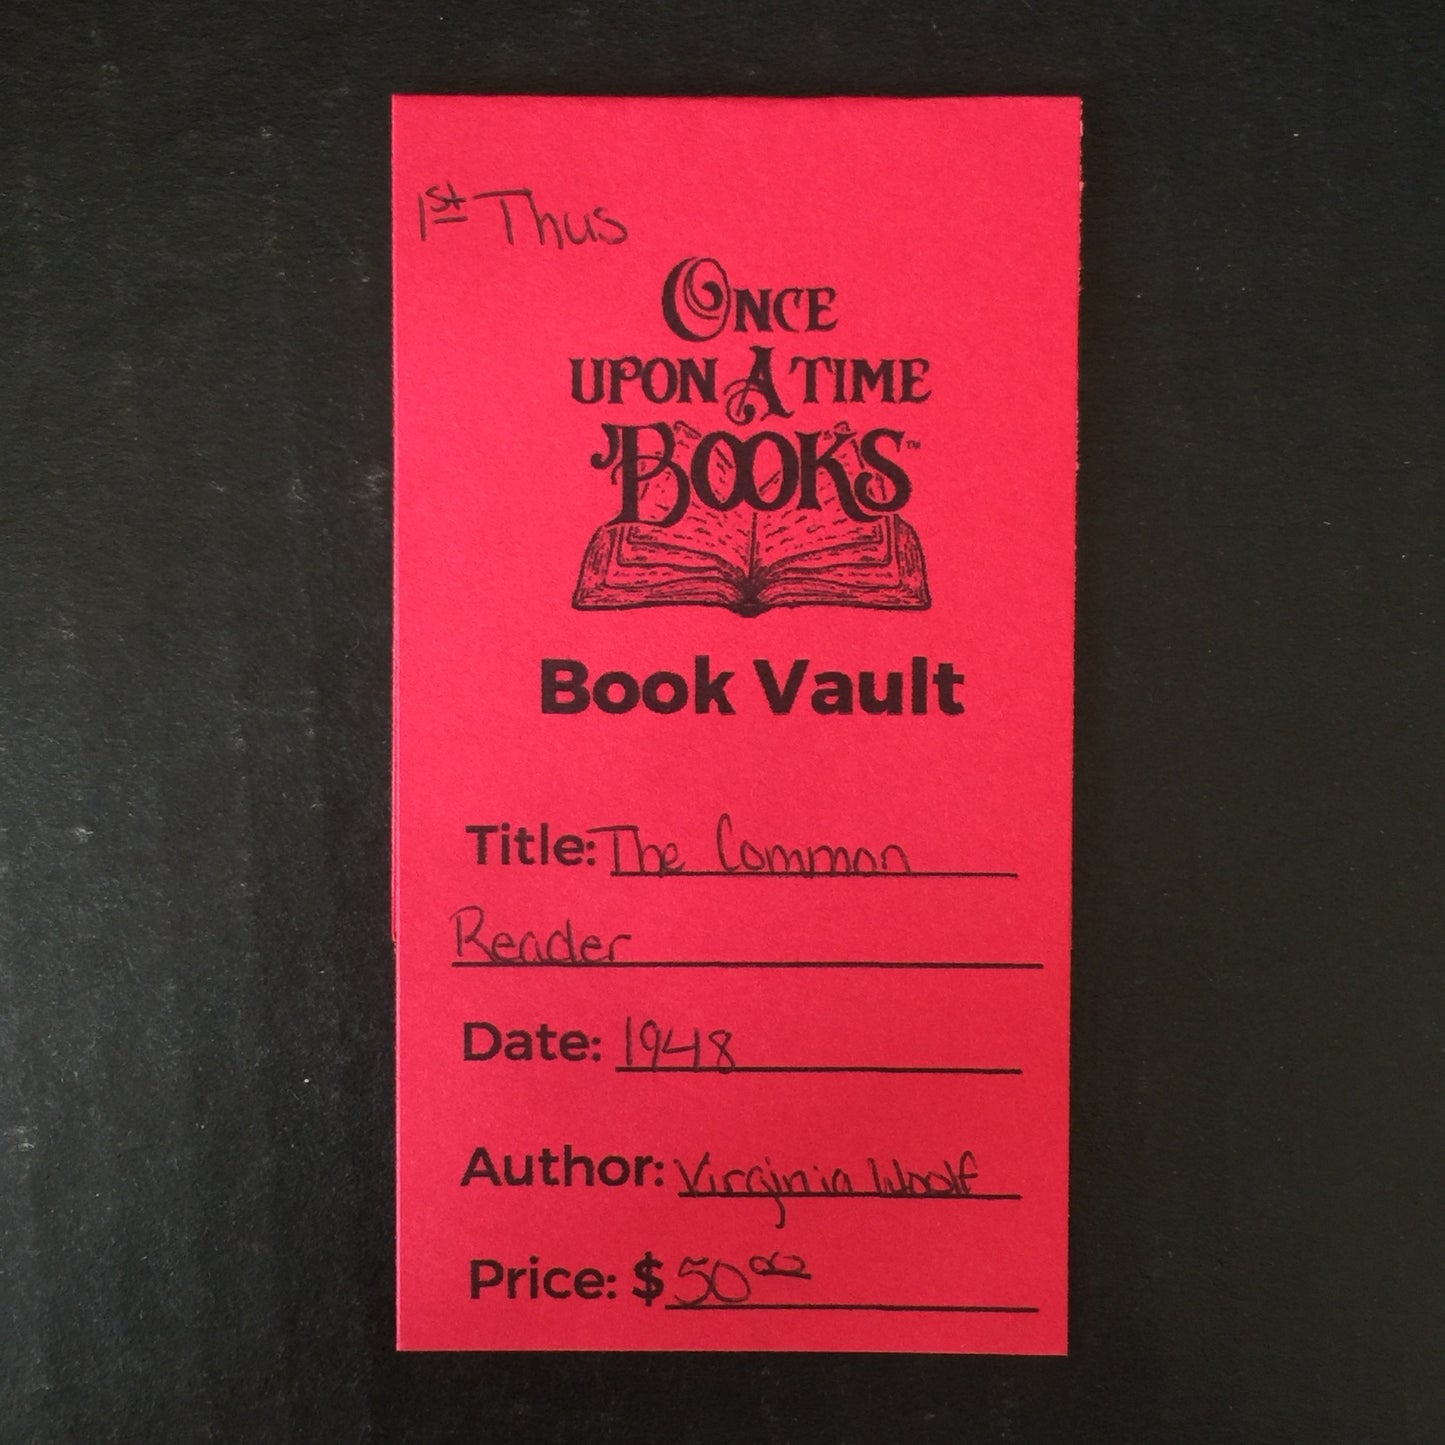 1st Thus
ONCE
UPON A TIME
BOOKS™
Book Vault
Title: The Common
Reader
Date: 1948
Author: Virginia Woolf
Price: $50 00